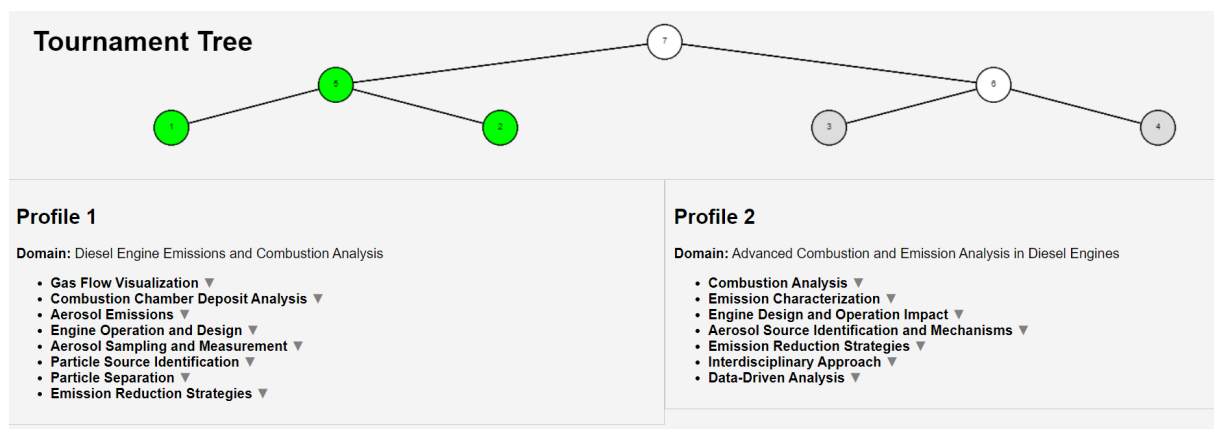 Tournament Tree
7
5
6
1
2
3
4
Profile 1
Domain: Diesel Engine Emissions and Combustion Analysis
• Gas Flow Visualization ▼
• Combustion Chamber Deposit Analysis ▼
• Aerosol Emissions ▼
• Engine Operation and Design ▼
• Aerosol Sampling and Measurement ▼
• Particle Source Identification ▼
• Particle Separation ▼
• Emission Reduction Strategies ▼
Profile 2
Domain: Advanced Combustion and Emission Analysis in Diesel Engines
• Combustion Analysis ▼
• Emission Characterization ▼
• Engine Design and Operation Impact ▼
• Aerosol Source Identification and Mechanisms ▼
• Emission Reduction Strategies ▼
• Interdisciplinary Approach ▼
• Data-Driven Analysis ▼